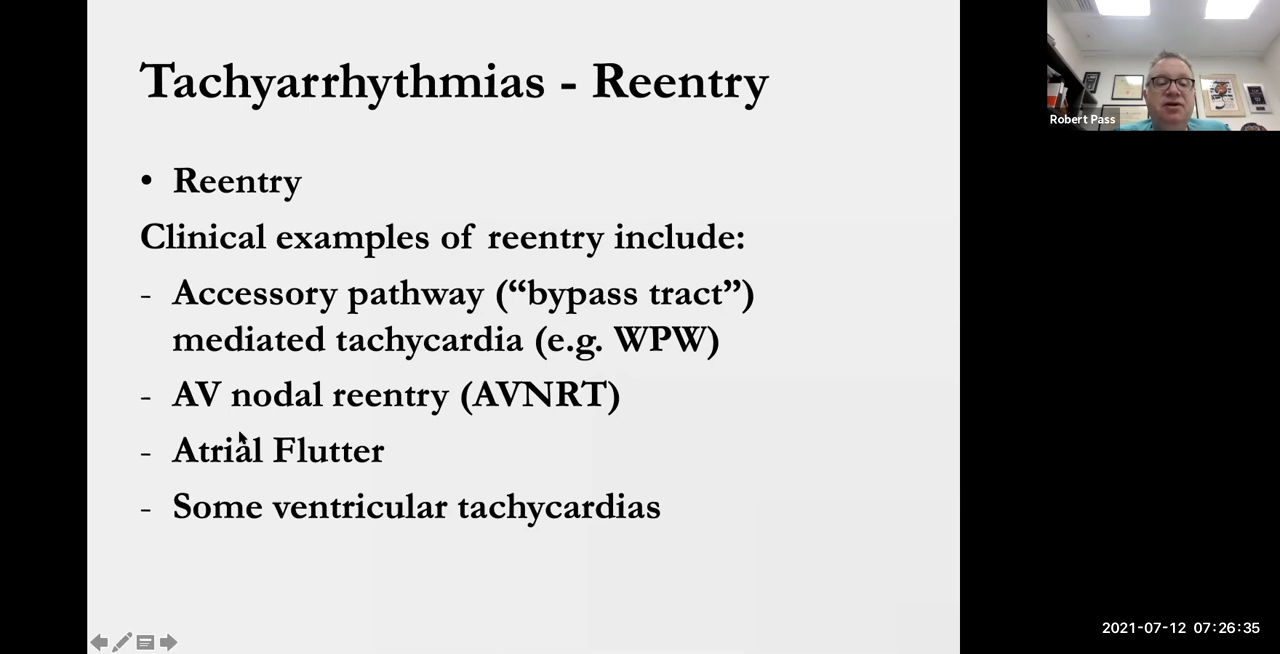 Tachyarrhythmias - Reentry
• Reentry
Clinical examples of reentry include:
- Accessory pathway (“bypass tract”)
mediated tachycardia (e.g. WPW)
- AV nodal reentry (AVNRT)
- Atrial Flutter
- Some ventricular tachycardias
Robert Pass
2021-07-12 07:26:35